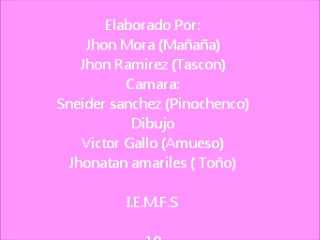 Elaborado Por:
Jhon Mora (Mañaña)
Jhon Ramirez (Tascon)
Camara:
Sneider sanchez (Pinochenco)
Dibujo
Victor Gallo (Amueso)
Jhonatan amariles ( Toño)
I.E.M.F.S